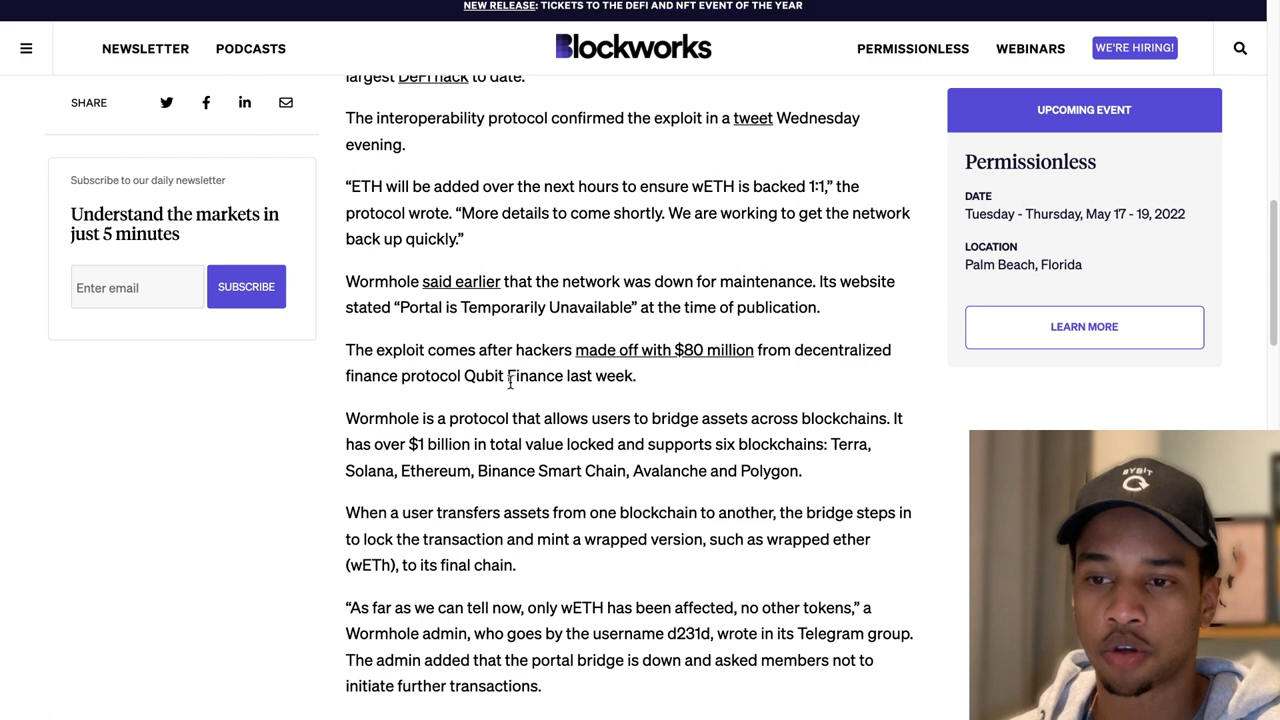 NEW RELEASE: TICKETS TO THE DEFI AND NFT EVENT OF THE YEAR
NEWSLETTER
PODCASTS
Blockworks
PERMISSIONLESS
WEBINARS
WE'RE HIRING!
SHARE
Subscribe to our daily newsletter
Understand the markets in
just 5 minutes
Enter email
SUBSCRIBE
largest DeFi hack to date.
The interoperability protocol confirmed the exploit in a tweet Wednesday
evening.
“ETH will be added over the next hours to ensure wETH is backed 1:1,” the
protocol wrote. “More details to come shortly. We are working to get the network
back up quickly.”
Wormhole said earlier that the network was down for maintenance. Its website
stated “Portal is Temporarily Unavailable” at the time of publication.
The exploit comes after hackers made off with $80 million from decentralized
finance protocol Qubit Finance last week.
Wormhole is a protocol that allows users to bridge assets across blockchains. It
has over $1 billion in total value locked and supports six blockchains: Terra,
Solana, Ethereum, Binance Smart Chain, Avalanche and Polygon.
When a user transfers assets from one blockchain to another, the bridge steps in
to lock the transaction and mint a wrapped version, such as wrapped ether
(wETh), to its final chain.
“As far as we can tell now, only wETH has been affected, no other tokens,” a
Wormhole admin, who goes by the username d231d, wrote in its Telegram group.
The admin added that the portal bridge is down and asked members not to
initiate further transactions.
UPCOMING EVENT
Permissionless
DATE
Tuesday - Thursday, May 17 - 19, 2022
LOCATION
Palm Beach, Florida
LEARN MORE
BYBIT